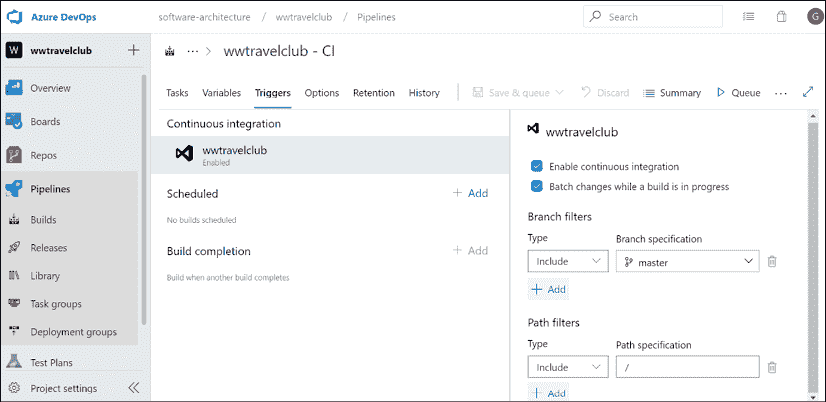 Azure DevOps
software-architecture / wwtravelclub / Pipelines
Search
G
W wwtravelclub
... > wwtravelclub - CI
Overview
Boards
Repos
Pipelines
Builds
Releases
Library
Task groups
Deployment groups
Test Plans
Project settings
Tasks Variables Triggers Options Retention History Save & queue Discard Summary Queue ...
Continuous integration
wwtravelclub
Enabled
Scheduled
+ Add
No builds scheduled
Build completion
+ Add
Build when another build completes
wwtravelclub
Enable continuous integration
Batch changes while a build is in progress
Branch filters
Type Branch specification
Include master
+ Add
Path filters
Type Path specification
Include /
+ Add